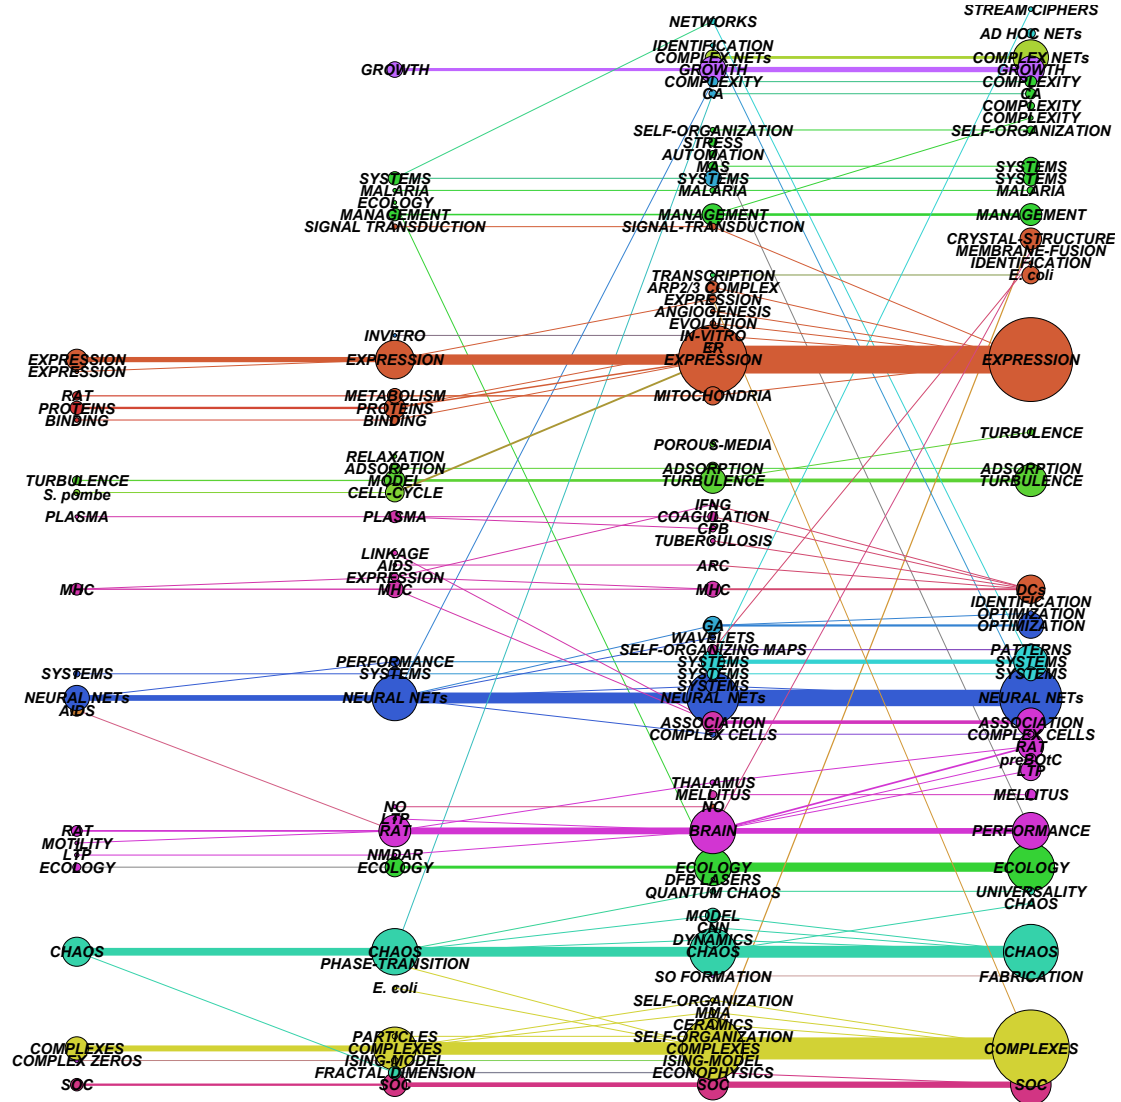 STREAM CIPHERS
NETWORKS
AD HOC NETs
IDENTIFICATION
COMPLEX NETs
COMPLEX NETs
GROWTH
GROWTH
GROWTH
COMPLEXITY
COMPLEXITY
CA
CA
COMPLEXITY
COMPLEXITY
SELF-ORGANIZATION
SELF-ORGANIZATION
STRESS
AUTOMATION
MAS
SYSTEMS
SYSTEMS
SYSTEMS
SYSTEMS
MALARIA
MALARIA
MALARIA
ECOLOGY
MANAGEMENT
MANAGEMENT
MANAGEMENT
SIGNAL TRANSDUCTION
SIGNAL-TRANSDUCTION
CRYSTAL-STRUCTURE
MEMBRANE-FUSION
IDENTIFICATION
TRANSCRIPTION
E. coli
ARP2/3 COMPLEX
EXPRESSION
ANGIOGENESIS
EVOLUTION
INVITRO
IN-VITRO
ER
EXPRESSION
EXPRESSION
EXPRESSION
EXPRESSION
EXPRESSION
RAT
METABOLISM
MITOCHONDRIA
PROTEINS
PROTEINS
BINDING
BINDING
TURBULENCE
POROUS-MEDIA
RELAXATION
ADSORPTION
ADSORPTION
ADSORPTION
TURBULENCE
MODEL
TURBULENCE
TURBULENCE
S. pombe
CELL-CYCLE
IFNG
PLASMA
PLASMA
COAGULATION
CPB
TUBERCULOSIS
LINKAGE
AIDS
ARC
EXPRESSION
MHC
MHC
MHC
DCs
IDENTIFICATION
OPTIMIZATION
GA
OPTIMIZATION
WAVELETS
SELF-ORGANIZING MAPS
PATTERNS
PERFORMANCE
SYSTEMS
SYSTEMS
SYSTEMS
SYSTEMS
SYSTEMS
SYSTEMS
SYSTEMS
NEURAL NETs
NEURAL NETs
NEURAL NETs
NEURAL NETs
AIDS
ASSOCIATION
ASSOCIATION
COMPLEX CELLS
COMPLEX CELLS
RAT
preBOtC
LTP
THALAMUS
MELLITUS
MELLITUS
NO
NO
LTP
RAT
RAT
BRAIN
PERFORMANCE
MOTILITY
LTP
NMDAR
ECOLOGY
ECOLOGY
ECOLOGY
ECOLOGY
DFB LASERS
QUANTUM CHAOS
UNIVERSALITY
CHAOS
MODEL
CNN
DYNAMICS
CHAOS
CHAOS
CHAOS
CHAOS
PHASE-TRANSITION
SO FORMATION
FABRICATION
E. coli
SELF-ORGANIZATION
MMA
CERAMICS
PARTICLES
SELF-ORGANIZATION
COMPLEXES
COMPLEXES
COMPLEXES
COMPLEXES
COMPLEX ZEROS
ISING-MODEL
ISING-MODEL
FRACTAL DIMENSION
ECONOPHYSICS
SOC
SOC
SOC
SOC